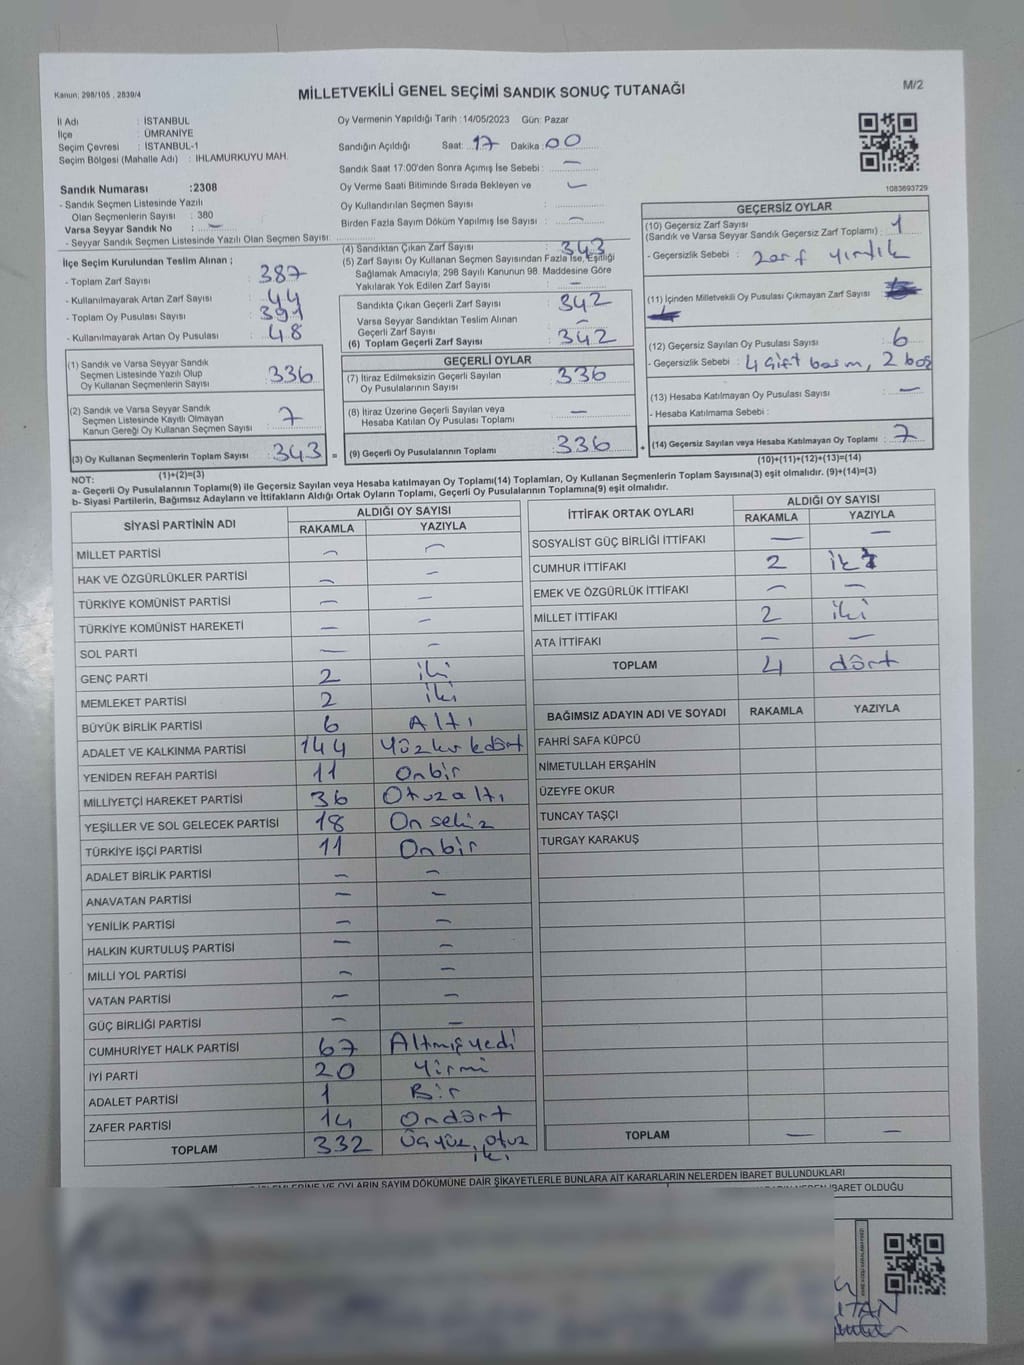 Kanun: 298/105 , 2839/4
MİLLETVEKİLİ GENEL SEÇİMİ SANDIK SONUÇ TUTANAĞI
M/2
İl Adı : İSTANBUL
İlçe : ÜMRANİYE
Seçim Çevresi : İSTANBUL-1
Seçim Bölgesi (Mahalle Adı) : IHLAMURKUYU MAH.
Sandık Numarası :2308
- Sandık Seçmen Listesinde Yazılı
Olan Seçmenlerin Sayısı : 380
Varsa Seyyar Sandık No : —
- Seyyar Sandık Seçmen Listesinde Yazılı Olan Seçmen Sayısı:
Oy Vermenin Yapıldığı Tarih : 14/05/2023 Gün: Pazar
Sandığın Açıldığı Saat: 17 Dakika: 00
Sandık Saat 17:00'den Sonra Açımış İse Sebebi : —
Oy Verme Saati Bitiminde Sırada Bekleyen ve —
Oy Kullandırılan Seçmen Sayısı :
Birden Fazla Sayım Döküm Yapılmış İse Sayısı : —
1083693729
İlçe Seçim Kurulundan Teslim Alınan ;
- Toplam Zarf Sayısı : 387
- Kullanılmayarak Artan Zarf Sayısı : 44
- Toplam Oy Pusulası Sayısı : 391
- Kullanılmayarak Artan Oy Pusulası : 48
(4) Sandıktan Çıkan Zarf Sayısı : 343
(5) Zarf Sayısı Oy Kullanan Seçmen Sayısından Fazla İse, Eşitliği
Sağlamak Amacıyla; 298 Sayılı Kanunun 98. Maddesine Göre
Yakılarak Yok Edilen Zarf Sayısı : —
Sandıkta Çıkan Geçerli Zarf Sayısı : 342
Varsa Seyyar Sandıktan Teslim Alınan
Geçerli Zarf Sayısı : —
(6) Toplam Geçerli Zarf Sayısı : 342
GEÇERSİZ OYLAR
(10) Geçersiz Zarf Sayısı
(Sandık ve Varsa Seyyar Sandık Geçersiz Zarf Toplamı) : 1
- Geçersizlik Sebebi : zarf yırtık
(11) İçinden Milletvekili Oy Pusulası Çıkmayan Zarf Sayısı
(12) Geçersiz Sayılan Oy Pusulası Sayısı : 6
- Geçersizlik Sebebi : 4 çift basım, 2 boş
(13) Hesaba Katılmayan Oy Pusulası Sayısı : —
- Hesaba Katılmama Sebebi :
(14) Geçersiz Sayılan veya Hesaba Katılmayan Oy Toplamı : 7
(1) Sandık ve Varsa Seyyar Sandık
Seçmen Listesinde Yazılı Olup
Oy Kullanan Seçmenlerin Sayısı : 336
(2) Sandık ve Varsa Seyyar Sandık
Seçmen Listesinde Kayıtlı Olmayan
Kanun Gereği Oy Kullanan Seçmen Sayısı : 7
(3) Oy Kullanan Seçmenlerin Toplam Sayısı : 343 =
GEÇERLİ OYLAR
(7) İtiraz Edilmeksizin Geçerli Sayılan
Oy Pusulalarının Sayısı : 336
(8) İtiraz Üzerine Geçerli Sayılan veya
Hesaba Katılan Oy Pusulası Toplamı : —
(9) Geçerli Oy Pusulalarının Toplamı : 336 +
(1)+(2)=(3)
(10)+(11)+(12)+(13)=(14)
NOT:
a- Geçerli Oy Pusulalarının Toplamı(9) ile Geçersiz Sayılan veya Hesaba katılmayan Oy Toplamı(14) Toplamları, Oy Kullanan Seçmenlerin Toplam Sayısına(3) eşit olmalıdır. (9)+(14)=(3)
b- Siyasi Partilerin, Bağımsız Adayların ve İttifakların Aldığı Ortak Oyların Toplamı, Geçerli Oy Pusulalarının Toplamına(9) eşit olmalıdır.
SİYASİ PARTİNİN ADI ALDIĞI OY SAYISI
RAKAMLA YAZIYLA
MİLLET PARTİSİ — —
HAK VE ÖZGÜRLÜKLER PARTİSİ — —
TÜRKİYE KOMÜNİST PARTİSİ — —
TÜRKİYE KOMÜNİST HAREKETİ — —
SOL PARTİ — —
GENÇ PARTİ 2 iki
MEMLEKET PARTİSİ 2 iki
BÜYÜK BİRLİK PARTİSİ 6 Altı
ADALET VE KALKINMA PARTİSİ 144 Yüzkırkdört
YENİDEN REFAH PARTİSİ 11 Onbir
MİLLİYETÇİ HAREKET PARTİSİ 36 Otuzaltı
YEŞİLLER VE SOL GELECEK PARTİSİ 18 On sekiz
TÜRKİYE İŞÇİ PARTİSİ 11 Onbir
ADALET BİRLİK PARTİSİ — —
ANAVATAN PARTİSİ — —
YENİLİK PARTİSİ — —
HALKIN KURTULUŞ PARTİSİ — —
MİLLİ YOL PARTİSİ — —
VATAN PARTİSİ — —
GÜÇ BİRLİĞİ PARTİSİ — —
CUMHURİYET HALK PARTİSİ 67 Altmışyedi
İYİ PARTİ 20 Yirmi
ADALET PARTİSİ 1 Bir
ZAFER PARTİSİ 14 Ondört
TOPLAM 332 Üçyüz, otuz
iki
İTTİFAK ORTAK OYLARI ALDIĞI OY SAYISI
RAKAMLA YAZIYLA
SOSYALİST GÜÇ BİRLİĞİ İTTİFAKI — —
CUMHUR İTTİFAKI 2 iki
EMEK VE ÖZGÜRLÜK İTTİFAKI — —
MİLLET İTTİFAKI 2 iki
ATA İTTİFAKI — —
TOPLAM 4 dört
BAĞIMSIZ ADAYIN ADI VE SOYADI RAKAMLA YAZIYLA
FAHRİ SAFA KÜPCÜ
NİMETULLAH ERŞAHİN
ÜZEYFE OKUR
TUNCAY TAŞÇI
TURGAY KARAKUŞ
TOPLAM — —
İŞLEMLERİNE VE OYLARIN SAYIM DÖKÜMÜNE DAİR ŞİKAYETLERLE BUNLARA AİT KARARLARIN NELERDEN İBARET BULUNDUKLARI
İBARET OLDUĞU